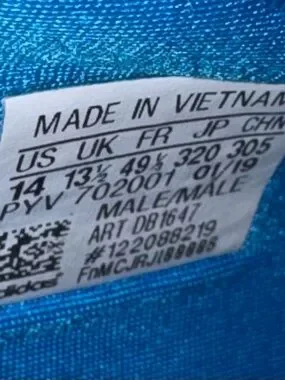 MADE IN VIETNAM
US UK FR JP CHN
14 13½ 49⅓ 320 305
PYV 702001 01/19
MALE/MALE
ART DB1647
#122088219
adidas